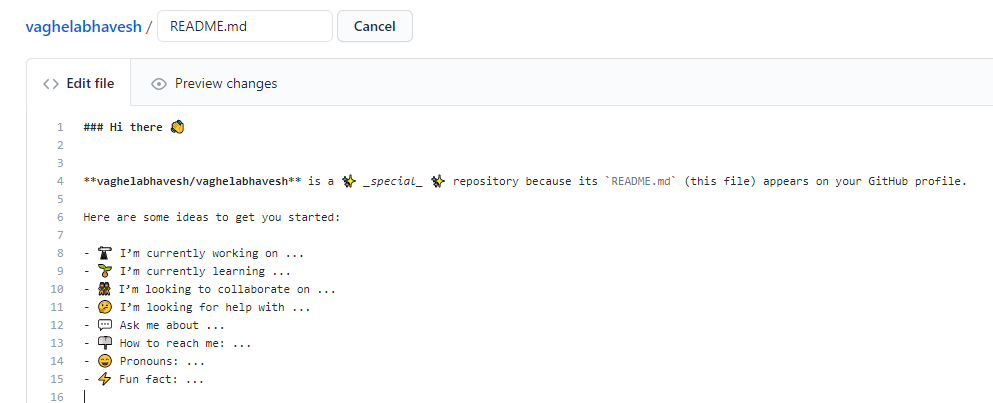 vaghelabhavesh / README.md Cancel
<> Edit file Preview changes
1 ### Hi there 👋
2
3
4 **vaghelabhavesh/vaghelabhavesh** is a ✨ _special_ ✨ repository because its `README.md` (this file) appears on your GitHub profile.
5
6 Here are some ideas to get you started:
7
8 - 🔭 I’m currently working on ...
9 - 🌱 I’m currently learning ...
10 - 👯 I’m looking to collaborate on ...
11 - 🤔 I’m looking for help with ...
12 - 💬 Ask me about ...
13 - 📫 How to reach me: ...
14 - 😄 Pronouns: ...
15 - ⚡ Fun fact: ...
16